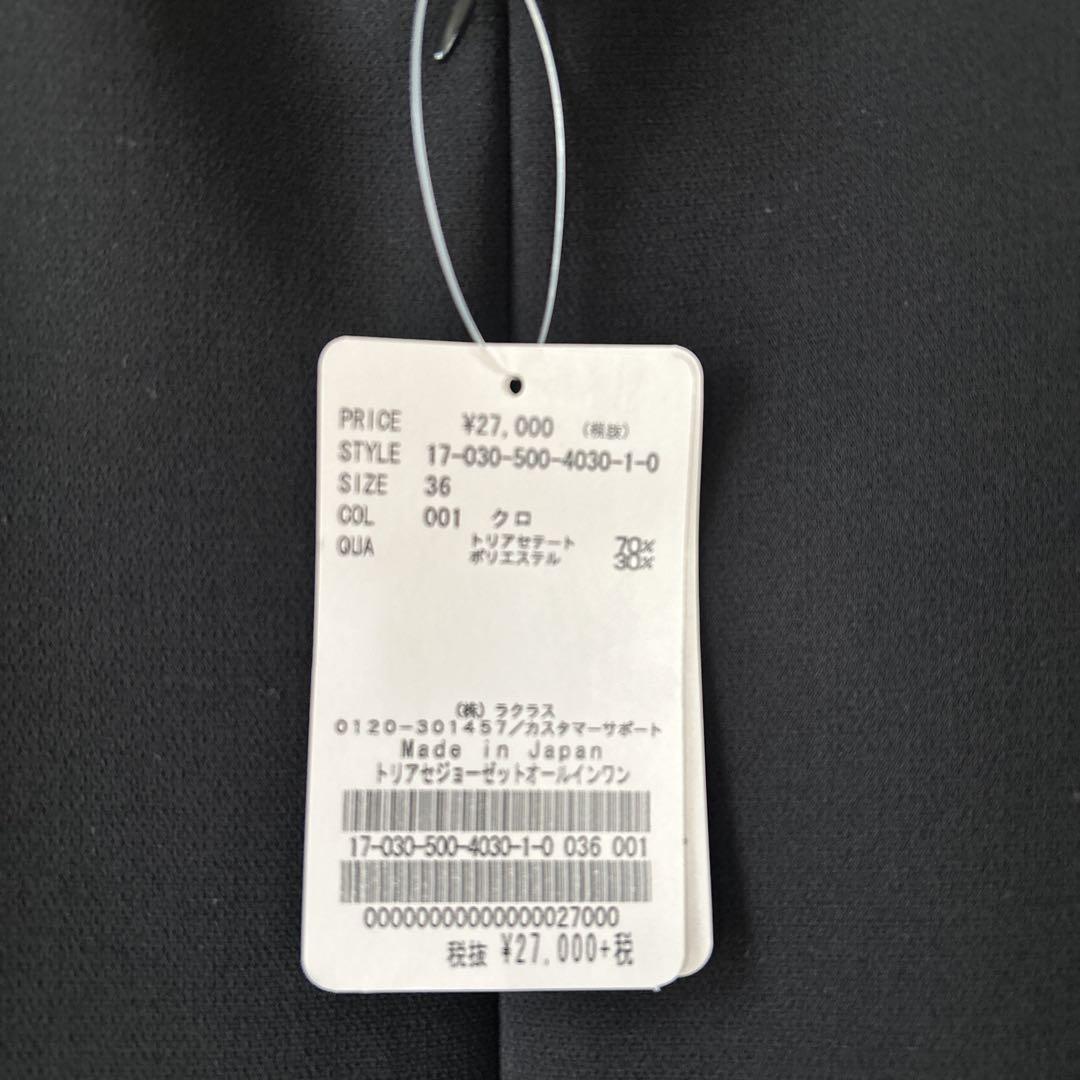 PRICE ¥27,000 (税抜)
STYLE 17-030-500-4030-1-0
SIZE 36
COL 001 クロ
QUA トリアセテート 70%
ポリエステル 30%
(株)ラクラス
0120-301457/カスタマーサポート
Made in Japan
トリアセジョーゼットオールインワン
17-030-500-4030-1-0 036 001
00000000000000027000
税抜 ¥27,000+税